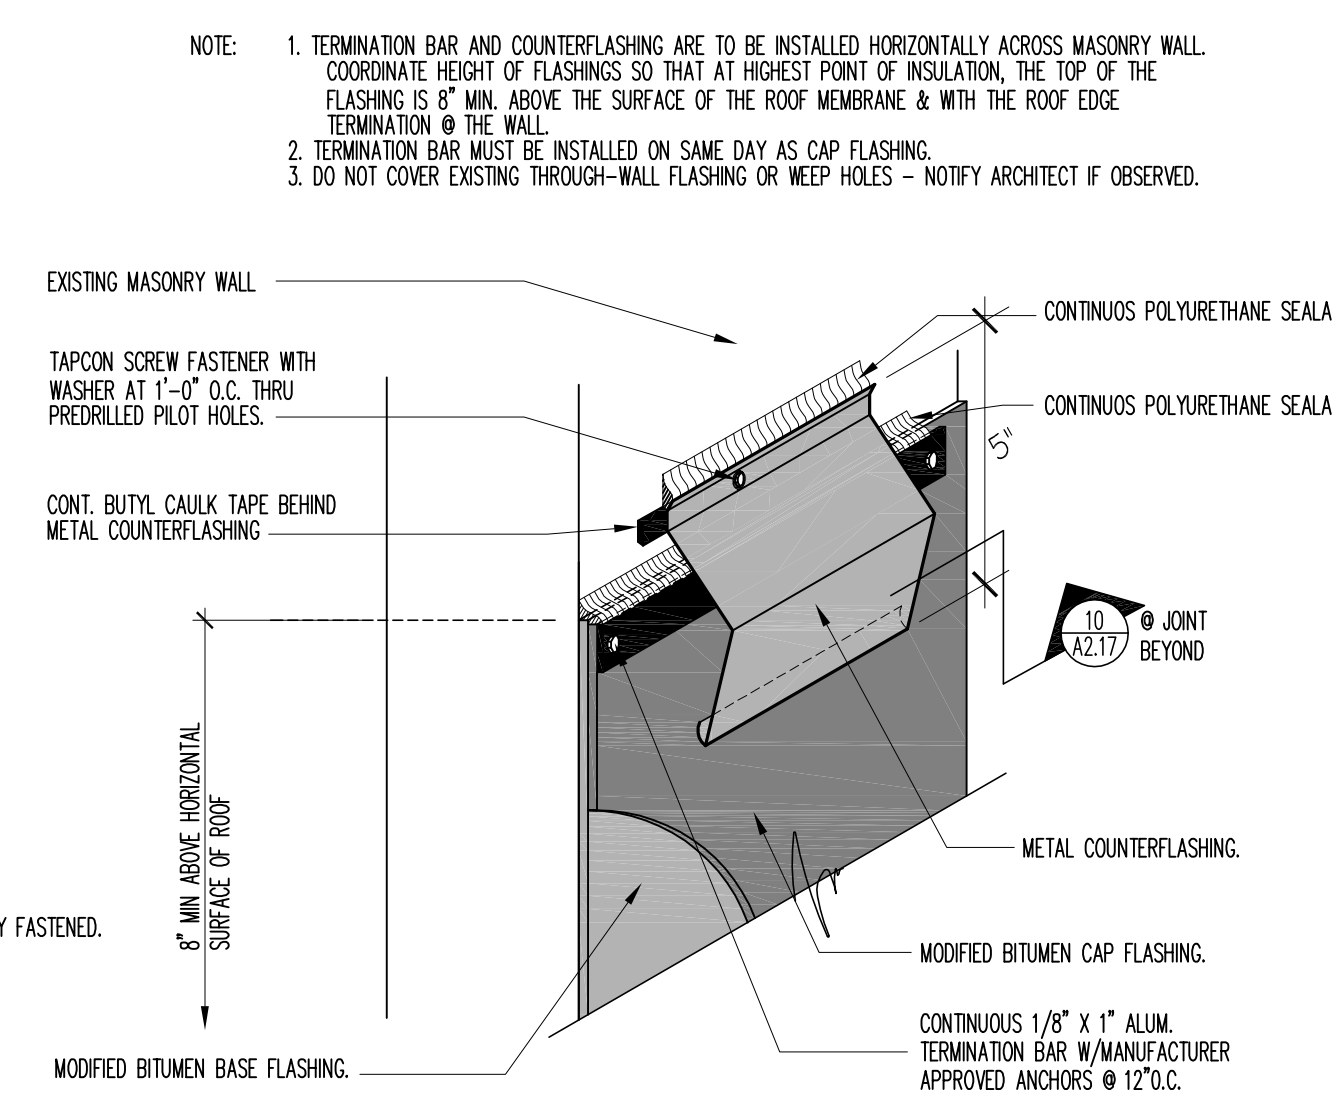 NOTE: 1. TERMINATION BAR AND COUNTERFLASHING ARE TO BE INSTALLED HORIZONTALLY ACROSS MASONRY WALL.
COORDINATE HEIGHT OF FLASHINGS SO THAT AT HIGHEST POINT OF INSULATION, THE TOP OF THE
FLASHING IS 8" MIN. ABOVE THE SURFACE OF THE ROOF MEMBRANE & WITH THE ROOF EDGE
TERMINATION @ THE WALL.
2. TERMINATION BAR MUST BE INSTALLED ON SAME DAY AS CAP FLASHING.
3. DO NOT COVER EXISTING THROUGH-WALL FLASHING OR WEEP HOLES - NOTIFY ARCHITECT IF OBSERVED.
EXISTING MASONRY WALL
CONTINUOS POLYURETHANE SEALA
TAPCON SCREW FASTENER WITH
WASHER AT 1'-0" O.C. THRU
PREDRILLED PILOT HOLES.
CONTINUOS POLYURETHANE SEALA
5"
CONT. BUTYL CAULK TAPE BEHIND
METAL COUNTERFLASHING
10
A2.17
@ JOINT
BEYOND
8" MIN ABOVE HORIZONTAL
SURFACE OF ROOF
METAL COUNTERFLASHING.
Y FASTENED.
MODIFIED BITUMEN CAP FLASHING.
CONTINUOUS 1/8" X 1" ALUM.
TERMINATION BAR W/MANUFACTURER
APPROVED ANCHORS @ 12"O.C.
MODIFIED BITUMEN BASE FLASHING.